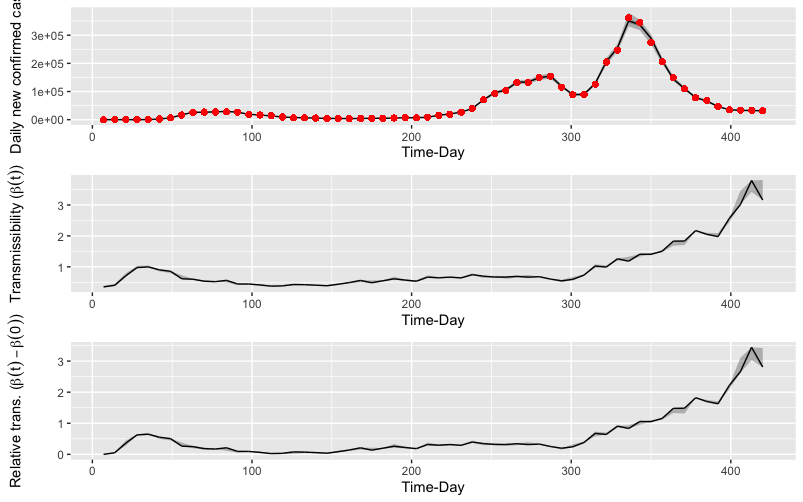 Daily new confirmed cas
3e+05
2e+05
1e+05
0e+00
0 100 200 300 400
Time-Day
Transmissibility (β(t))
3
2
1
0 100 200 300 400
Time-Day
Relative trans. (β(t) − β(0))
3
2
1
0
0 100 200 300 400
Time-Day